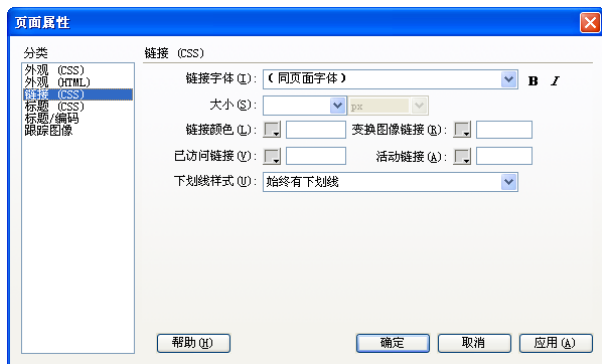 页面属性
分类
链接 (CSS)
外观 (CSS)
外观 (HTML)
链接 (CSS)
标题 (CSS)
标题/编码
跟踪图像
链接字体(I): (同页面字体) B I
大小(S): px
链接颜色(L): 变换图像链接(R):
已访问链接(V): 活动链接(A):
下划线样式(U): 始终有下划线
帮助(H) 确定 取消 应用(A)